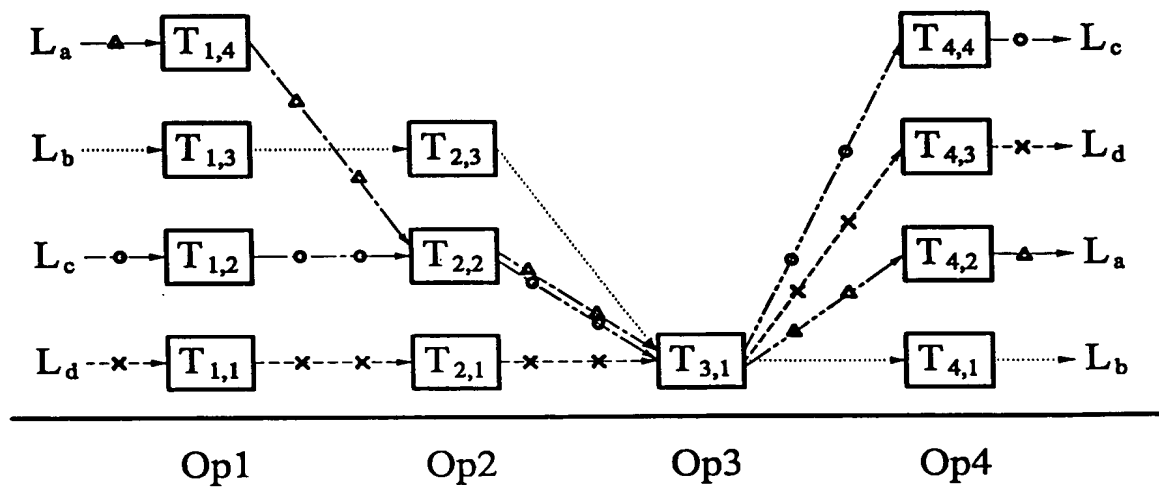 La T1,4 T4,4 Lc
Lb T1,3 T2,3 T4,3 Ld
Lc T1,2 T2,2 T4,2 La
Ld T1,1 T2,1 T3,1 T4,1 Lb
Op1 Op2 Op3 Op4